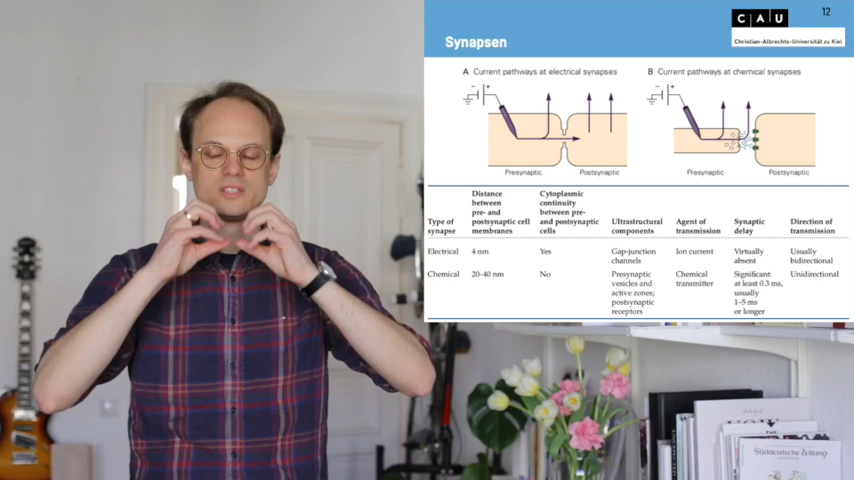 12
CAU
Christian-Albrechts-Universität zu Kiel
Synapsen
A Current pathways at electrical synapses
B Current pathways at chemical synapses
Presynaptic
Postsynaptic
Presynaptic
Postsynaptic
Type of synapse
Distance between pre- and postsynaptic cell membranes
Cytoplasmic continuity between pre- and postsynaptic cells
Ultrastructural components
Agent of transmission
Synaptic delay
Direction of transmission
Electrical
4 nm
Yes
Gap-junction channels
Ion current
Virtually absent
Usually bidirectional
Chemical
20–40 nm
No
Presynaptic vesicles and active zones; postsynaptic receptors
Chemical transmitter
Significant: at least 0.3 ms, usually 1–5 ms or longer
Unidirectional
Süddeutsche Zeitung